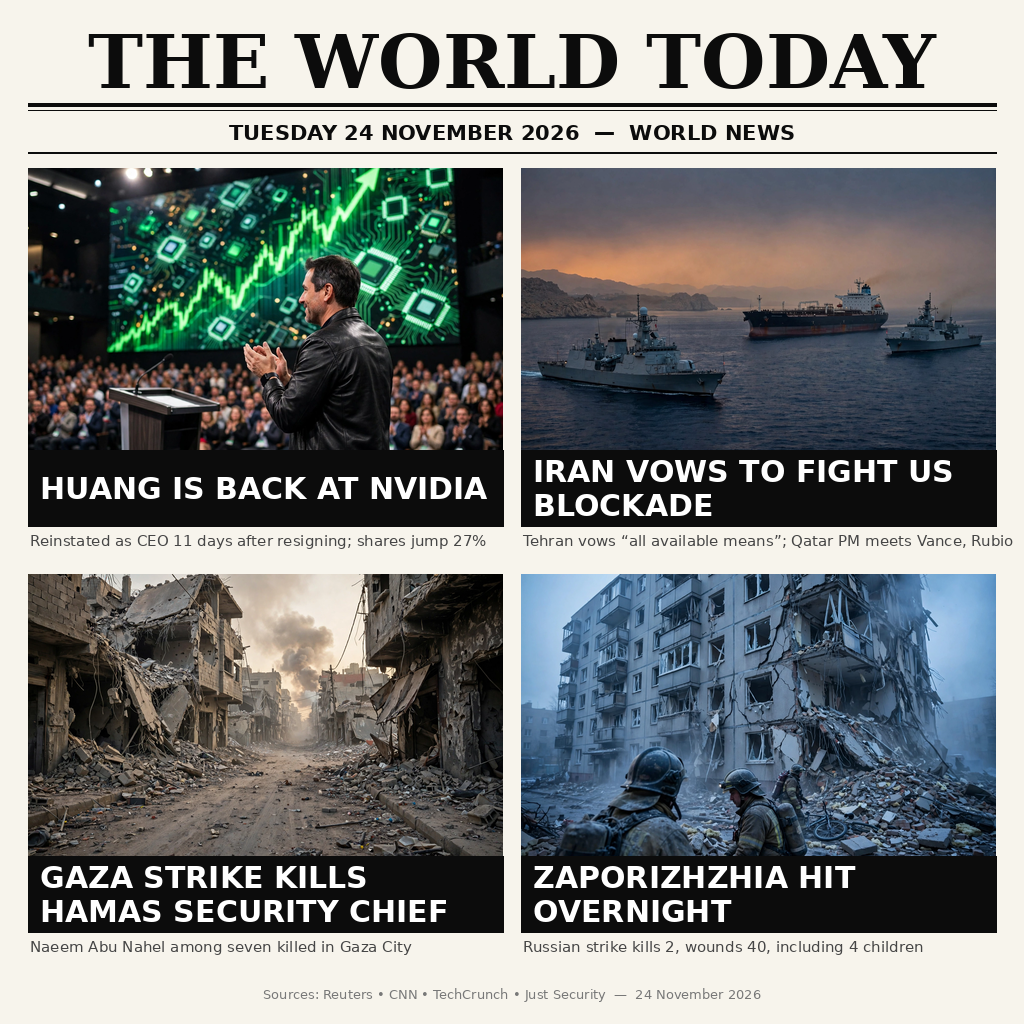 THE WORLD TODAY
TUESDAY 24 NOVEMBER 2026 — WORLD NEWS
HUANG IS BACK AT NVIDIA
Reinstated as CEO 11 days after resigning; shares jump 27%
IRAN VOWS TO FIGHT US
BLOCKADE
Tehran vows “all available means”; Qatar PM meets Vance, Rubio
GAZA STRIKE KILLS
HAMAS SECURITY CHIEF
Naeem Abu Nahel among seven killed in Gaza City
ZAPORIZHZHIA HIT
OVERNIGHT
Russian strike kills 2, wounds 40, including 4 children
Sources: Reuters • CNN • TechCrunch • Just Security — 24 November 2026